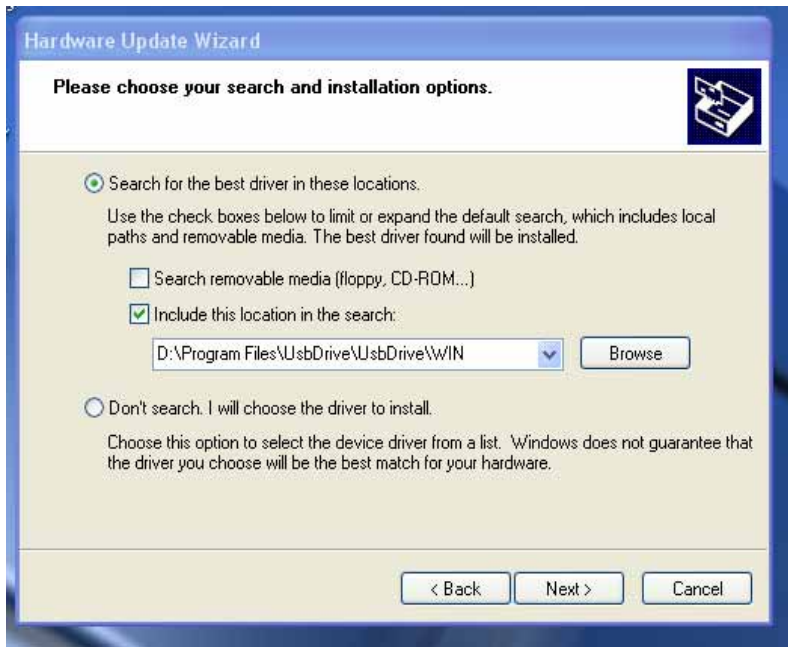 Hardware Update Wizard
Please choose your search and installation options.
Search for the best driver in these locations.
Use the check boxes below to limit or expand the default search, which includes local
paths and removable media. The best driver found will be installed.
Search removable media (floppy, CD-ROM...)
Include this location in the search:
D:\Program Files\UsbDrive\UsbDrive\WIN
Browse
Don't search. I will choose the driver to install.
Choose this option to select the device driver from a list. Windows does not guarantee that
the driver you choose will be the best match for your hardware.
< Back
Next >
Cancel